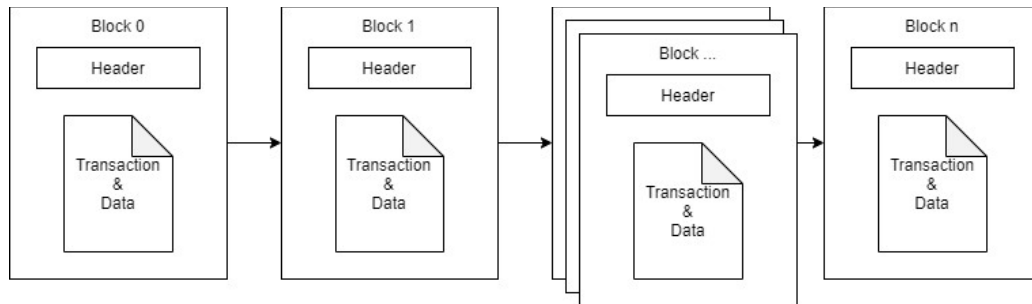 Block 0
Header
Transaction
&
Data
Block 1
Header
Transaction
&
Data
Block ...
Header
Transaction
&
Data
Block n
Header
Transaction
&
Data